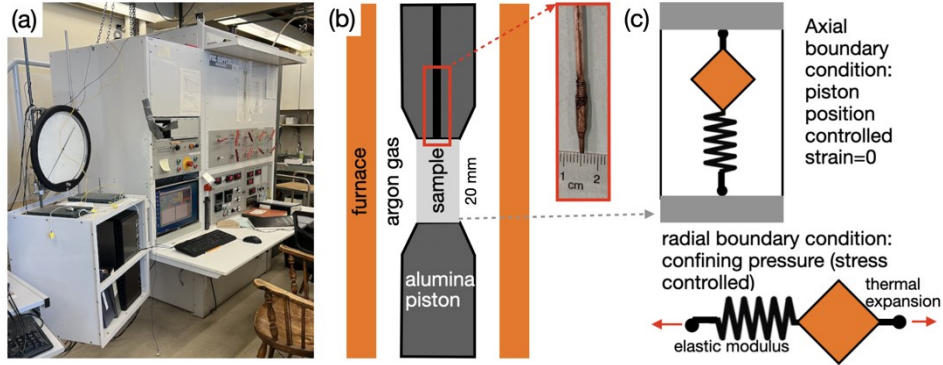 (a)
(b)
furnace
argon gas
sample
20 mm
alumina
piston
1
2
cm
(c)
Axial
boundary
condition:
piston
position
controlled
strain=0
radial boundary condition:
confining pressure (stress
controlled)
thermal
expansion
elastic modulus